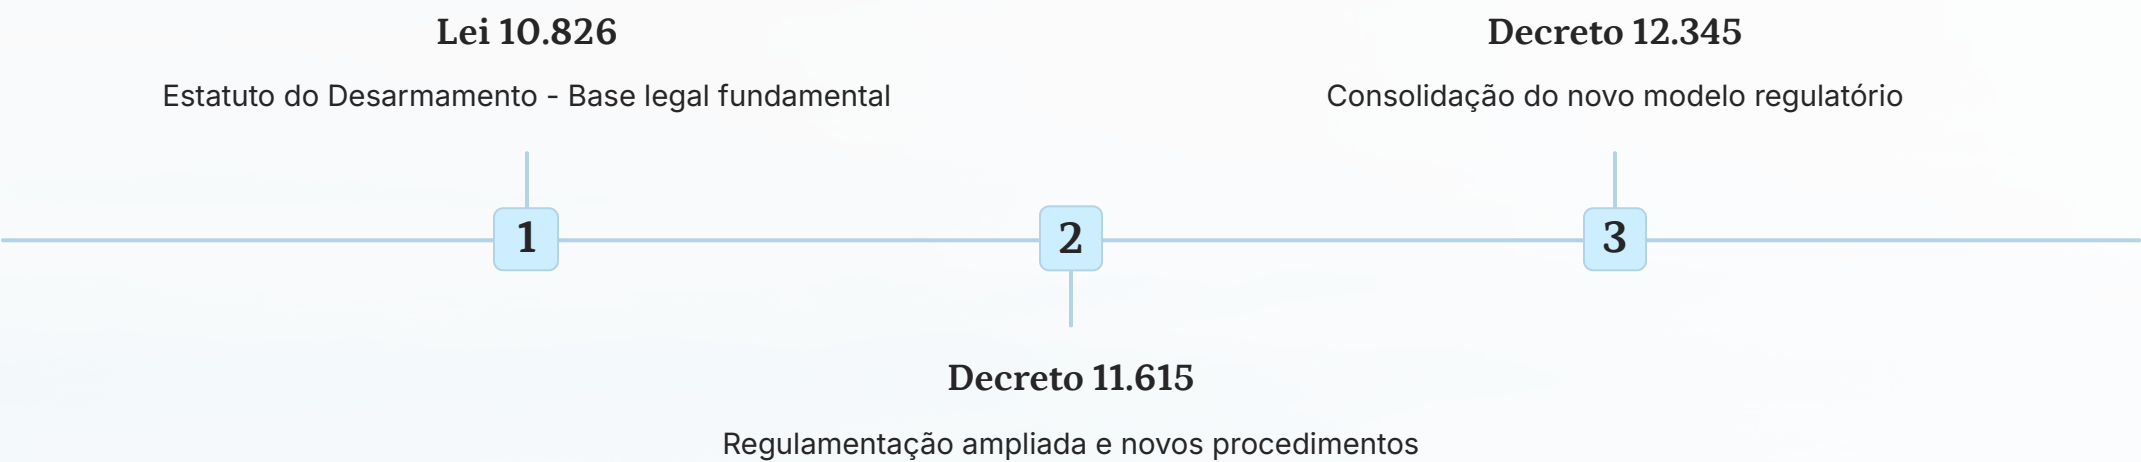 Lei 10.826
Estatuto do Desarmamento - Base legal fundamental
1
2
Decreto 11.615
Regulamentação ampliada e novos procedimentos
Decreto 12.345
Consolidação do novo modelo regulatório
3